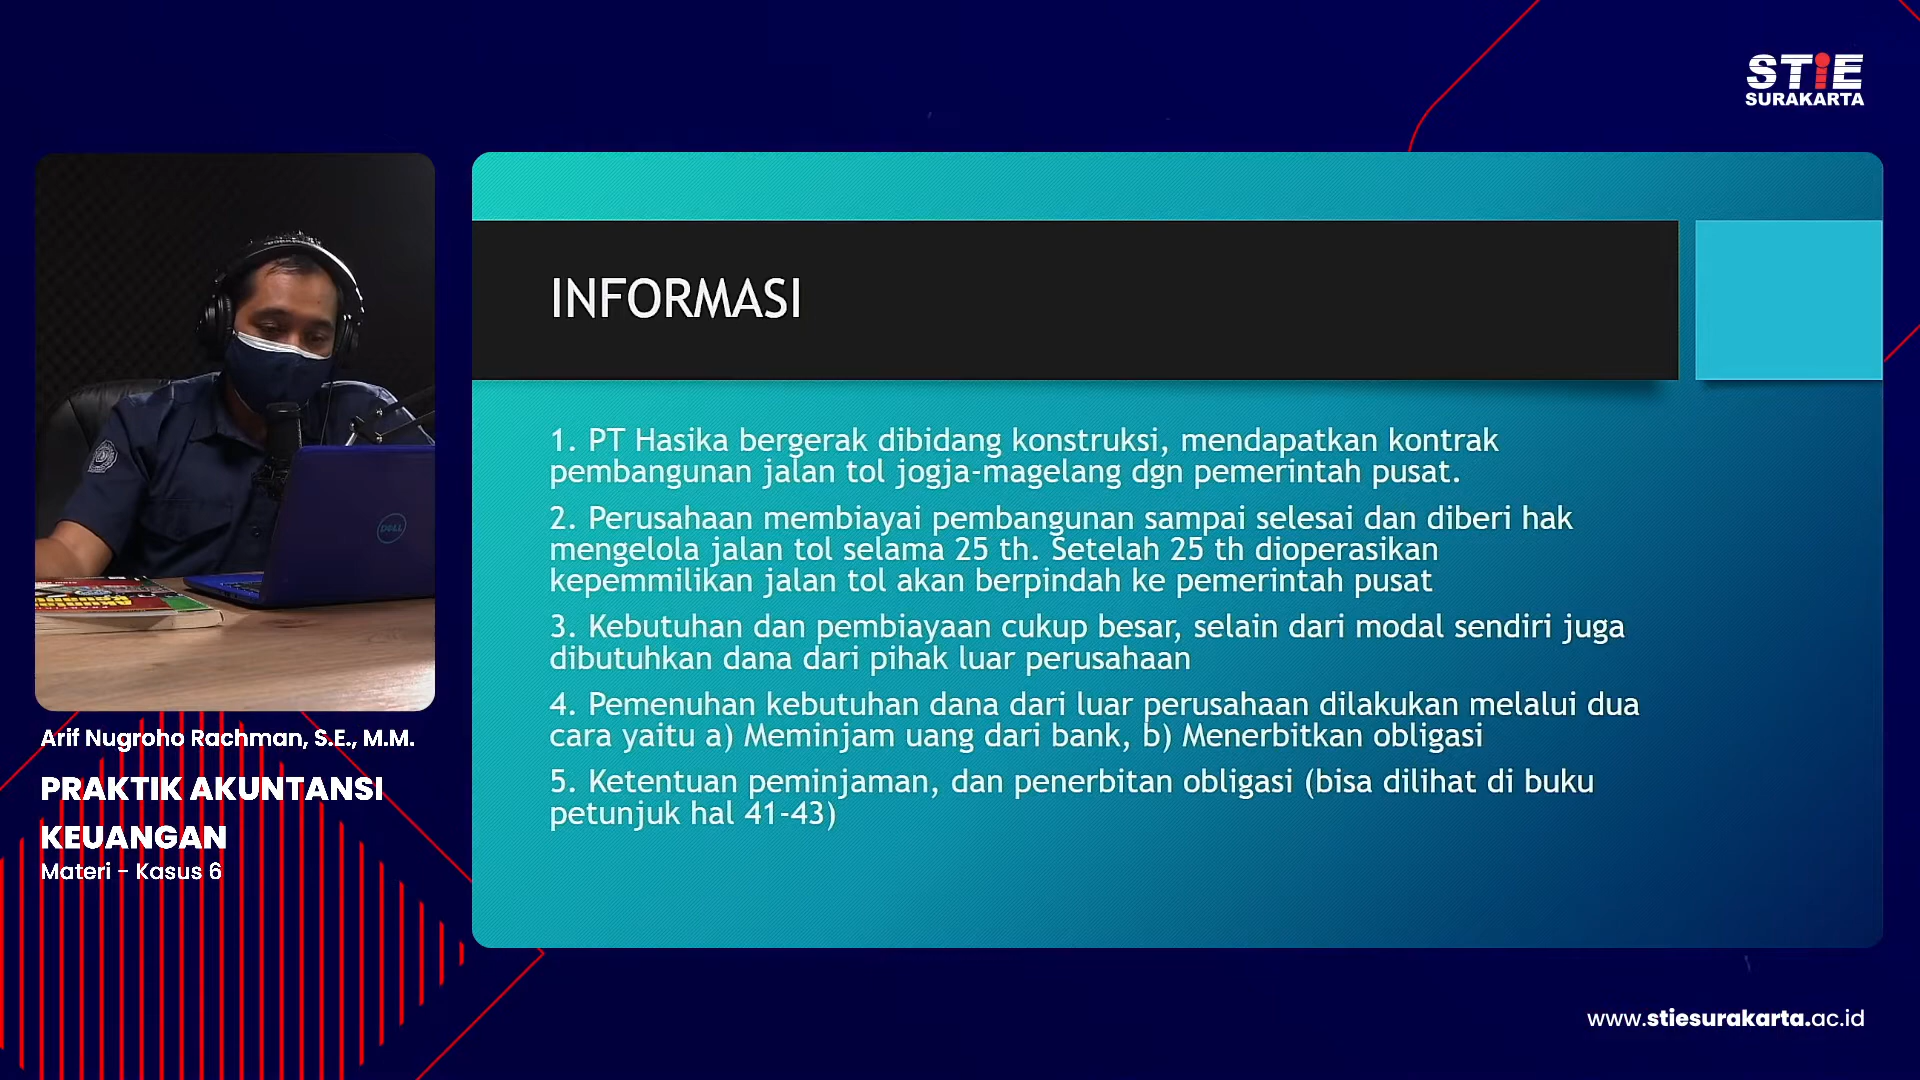 STiE
SURAKARTA
INFORMASI
1. PT Hasika bergerak dibidang konstruksi, mendapatkan kontrak
pembangunan jalan tol jogja-magelang dgn pemerintah pusat.
2. Perusahaan membiayai pembangunan sampai selesai dan diberi hak
mengelola jalan tol selama 25 th. Setelah 25 th dioperasikan
kepemmilikan jalan tol akan berpindah ke pemerintah pusat
3. Kebutuhan dan pembiayaan cukup besar, selain dari modal sendiri juga
dibutuhkan dana dari pihak luar perusahaan
4. Pemenuhan kebutuhan dana dari luar perusahaan dilakukan melalui dua
cara yaitu a) Meminjam uang dari bank, b) Menerbitkan obligasi
5. Ketentuan peminjaman, dan penerbitan obligasi (bisa dilihat di buku
petunjuk hal 41-43)
DELL
Arif Nugroho Rachman, S.E., M.M.
PRAKTIK AKUNTANSI
KEUANGAN
Materi - Kasus 6
www.stiesurakarta.ac.id